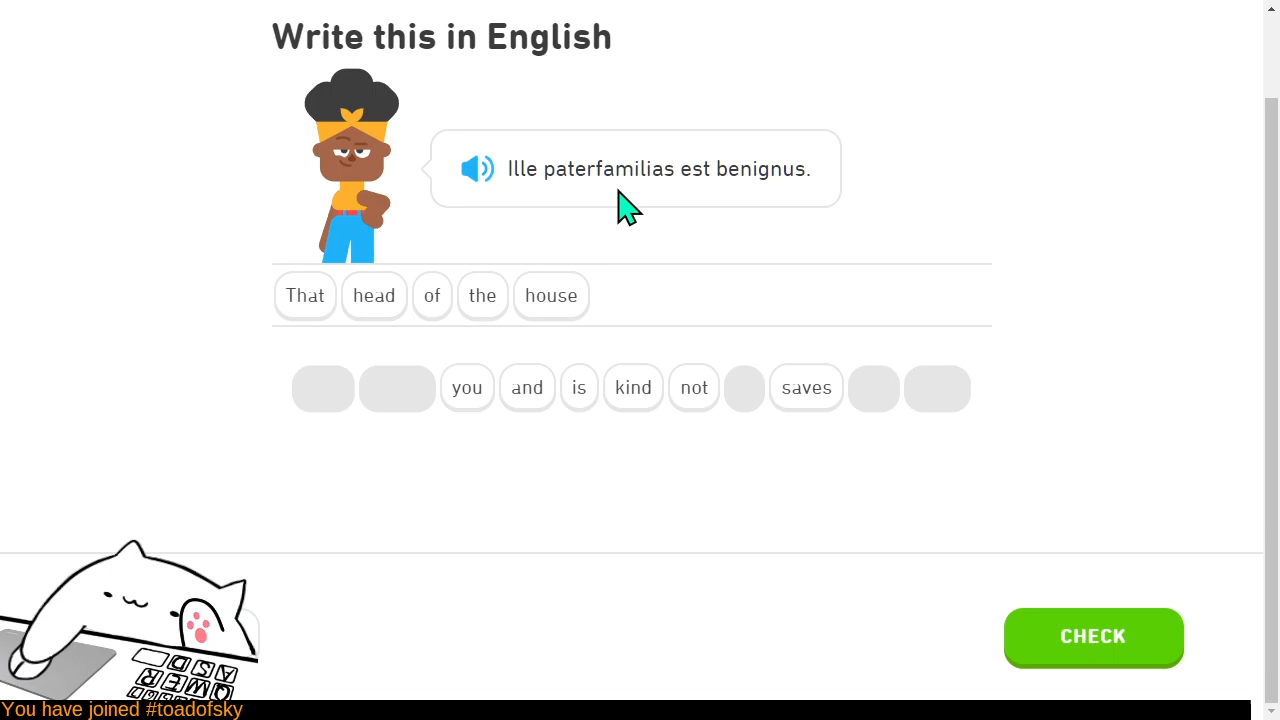 Write this in English
Ille paterfamilias est benignus.
That head of the house
you and is kind not saves
CHECK
A S D
Q W E R
You have joined #toadofsky